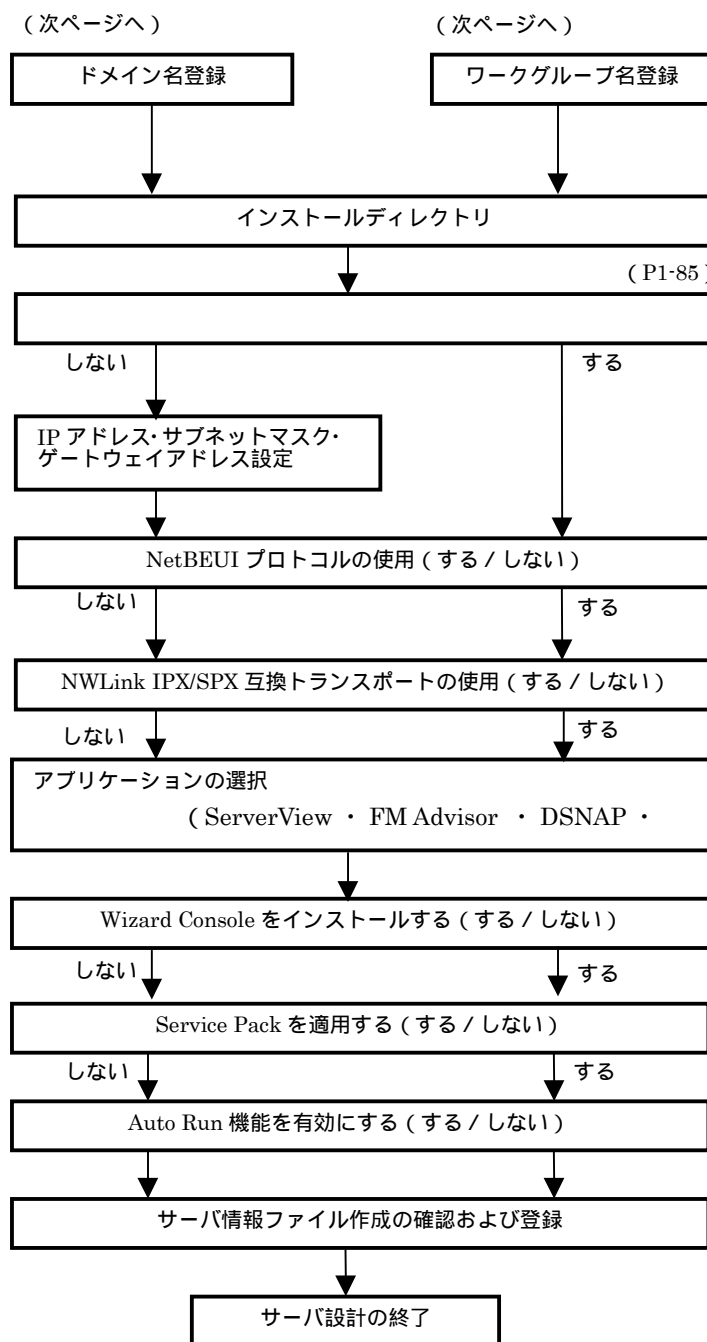 (次ページへ) (次ページへ)
ドメイン名登録 ワークグループ名登録
インストールディレクトリ
(P1-85)
しない する
IP アドレス・サブネットマスク・
ゲートウェイアドレス設定
NetBEUI プロトコルの使用(する/しない)
しない する
NWLink IPX/SPX 互換トランスポートの使用(する/しない)
しない する
アプリケーションの選択
(ServerView ・ FM Advisor ・ DSNAP ・
Wizard Console をインストールする(する/しない)
しない する
Service Pack を適用する(する/しない)
しない する
Auto Run 機能を有効にする(する/しない)
サーバ情報ファイル作成の確認および登録
サーバ設計の終了